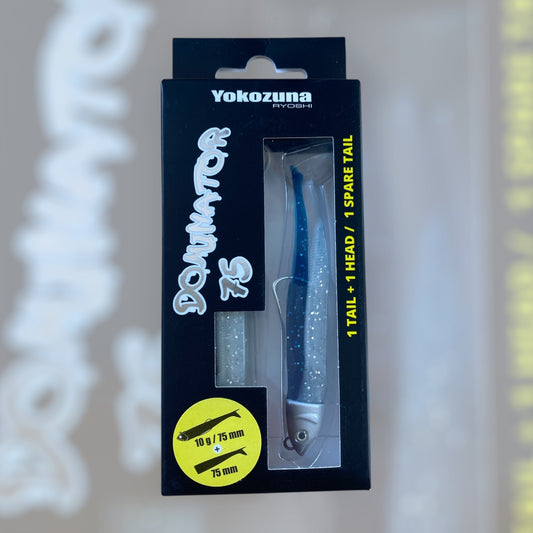 Yokozuna
RYOSHI
DOMINATOR
75
1 TAIL + 1 HEAD / 1 SPARE TAIL
10 g / 75 mm
+
75 mm